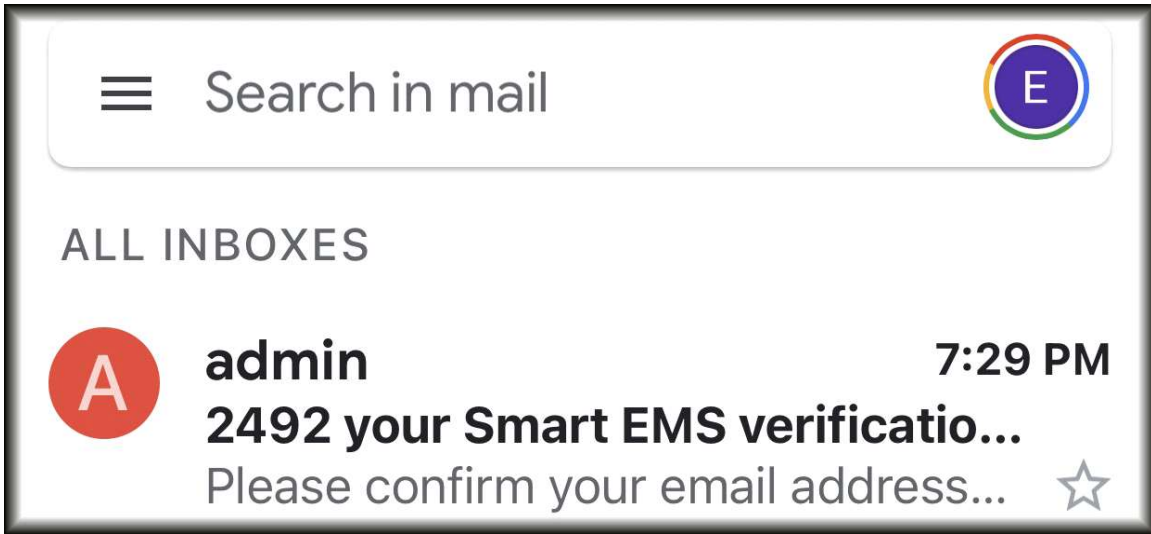 Search in mail
E
ALL INBOXES
A
admin
7:29 PM
2492 your Smart EMS verificatio...
Please confirm your email address...